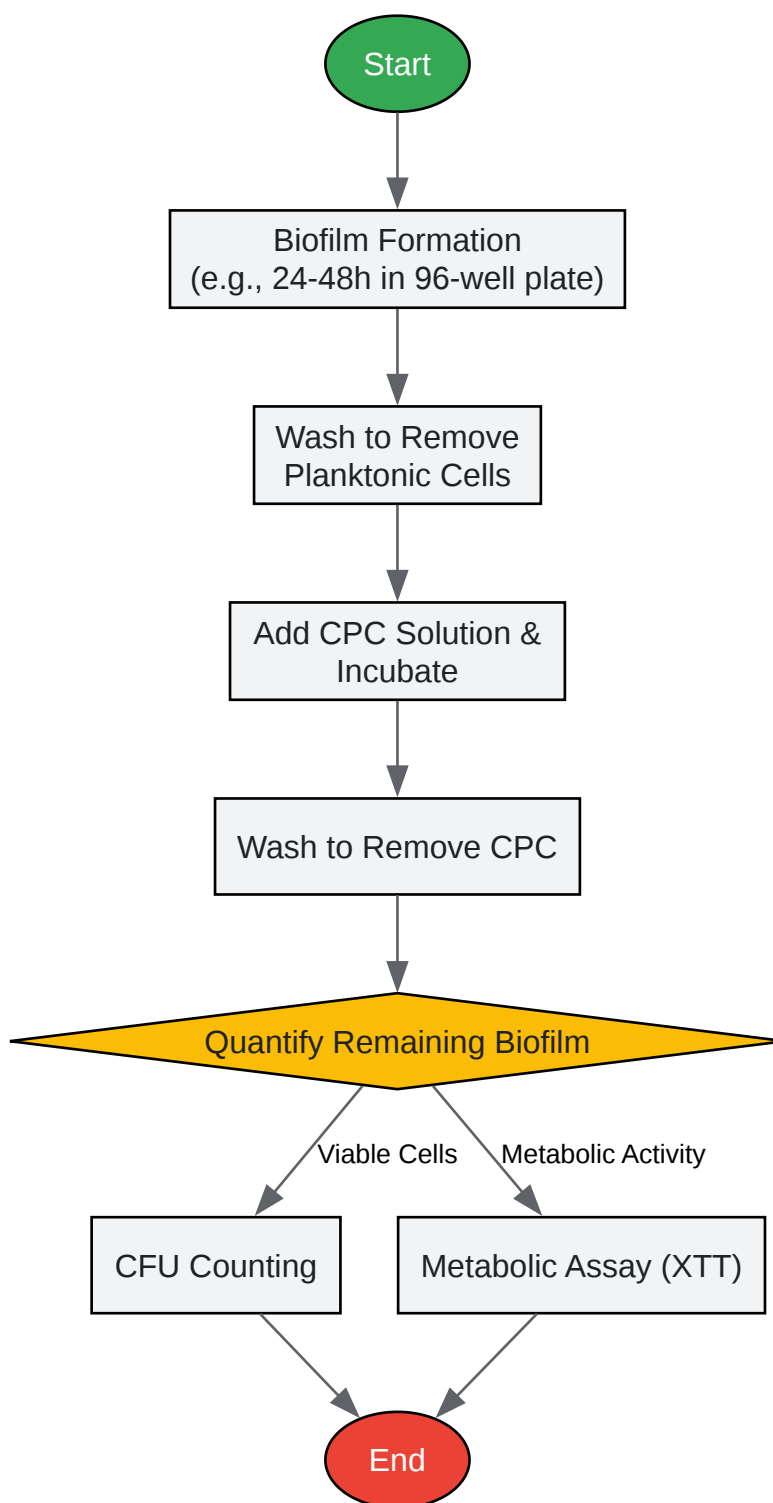 Start
Biofilm Formation
(e.g., 24-48h in 96-well plate)
Wash to Remove
Planktonic Cells
Add CPC Solution &
Incubate
Wash to Remove CPC
Quantify Remaining Biofilm
Viable Cells
Metabolic Activity
CFU Counting
Metabolic Assay (XTT)
End